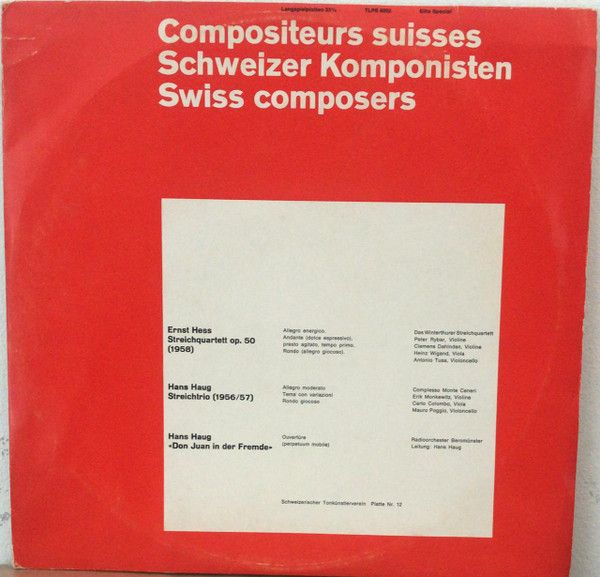 Langspielplatten 33⅓ TLPS 8092 Elite Special
Compositeurs suisses
Schweizer Komponisten
Swiss composers
Ernst Hess
Streichquartett op. 50
(1958)
Allegro energico,
Andante (dolce espressivo),
presto agitato, tempo primo,
Rondo (allegro giocoso),
Das Winterthurer Streichquartett
Peter Rybar, Violine
Clemens Dahinden, Violine
Heinz Wigand, Viola
Antonio Tusa, Violoncello
Hans Haug
Streichtrio (1956/57)
Allegro moderato
Tema con variazioni
Rondo giocoso
Complesso Monte Ceneri
Erik Monkewitz, Violine
Carlo Colombo, Viola
Mauro Poggio, Violoncello
Hans Haug
«Don Juan in der Fremde»
Ouvertüre
(perpetuum mobile)
Radioorchester Beromünster
Leitung: Hans Haug
Schweizerischer Tonkünstlerverein Platte Nr. 12